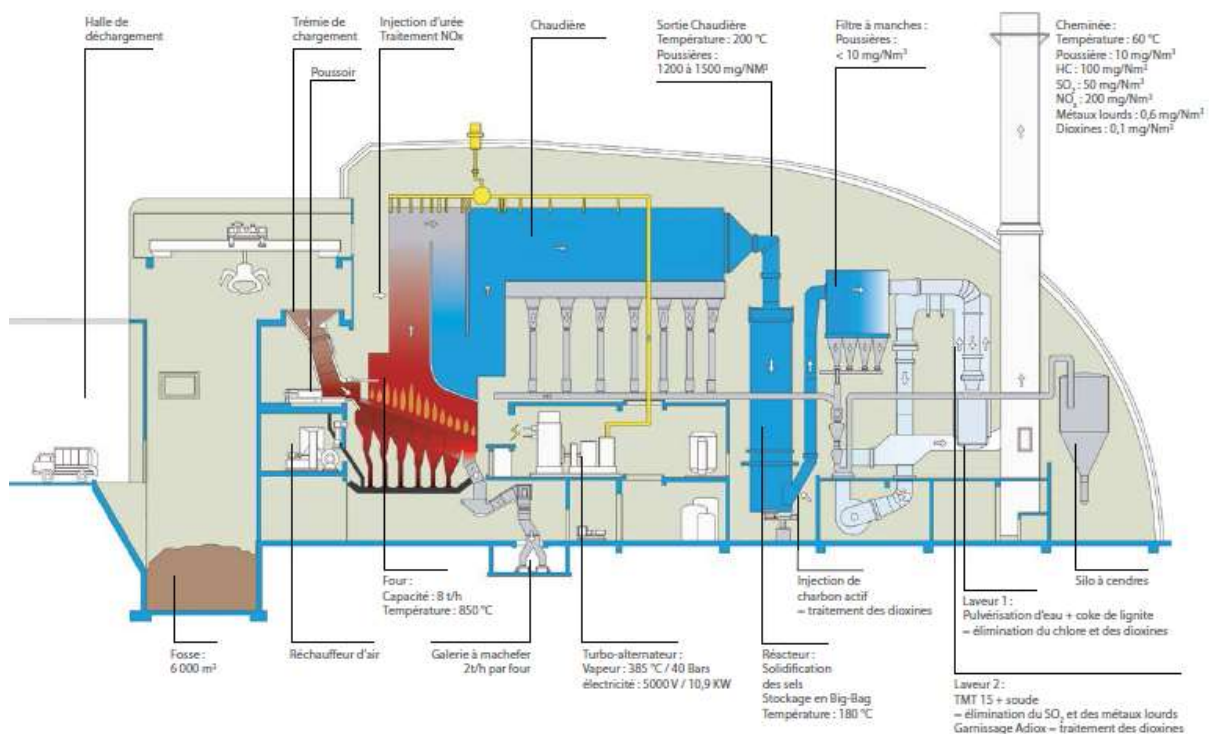 Halle de
déchargement
Trémie de
chargement
Poussoir
Injection d'urée
Traitement NOx
Chaudière
Sortie Chaudière
Température : 200 °C
Poussières :
1200 à 1500 mg/NM³
Filtre à manches :
Poussières :
< 10 mg/Nm³
Cheminée :
Température : 60 °C
Poussière : 10 mg/Nm³
HC : 100 mg/Nm³
SO₂ : 50 mg/Nm³
NOₓ : 200 mg/Nm³
Métaux lourds : 0,6 mg/Nm³
Dioxines : 0,1 mg/Nm³
Fosse :
6 000 m³
Réchauffeur d'air
Four :
Capacité : 8 t/h
Température : 850 °C
Galerie à machefer
2t/h par four
Turbo-alternateur :
Vapeur : 385 °C / 40 Bars
électricité : 5000 V / 10,9 KW
Réacteur :
Solidification
des sels
Stockage en Big-Bag
Température : 180 °C
Injection de
charbon actif
= traitement des dioxines
Laveur 1 :
Pulvérisation d'eau + coke de lignite
= élimination du chlore et des dioxines
Laveur 2 :
TMT 15 + soude
= élimination du SO₂ et des métaux lourds
Garnissage Adiox = traitement des dioxines
Silo à cendres